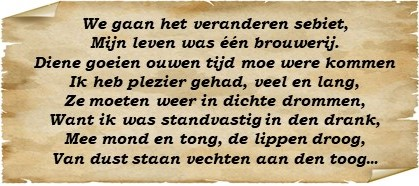 We gaan het veranderen sebiet,
Mijn leven was één brouwerij.
Diene goeien ouwen tijd moe were kommen
Ik heb plezier gehad, veel en lang,
Ze moeten weer in dichte drommen,
Want ik was standvastig in den drank,
Mee mond en tong, de lippen droog,
Van dust staan vechten aan den toog...